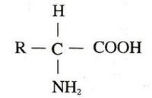 H
R – C – COOH
NH₂